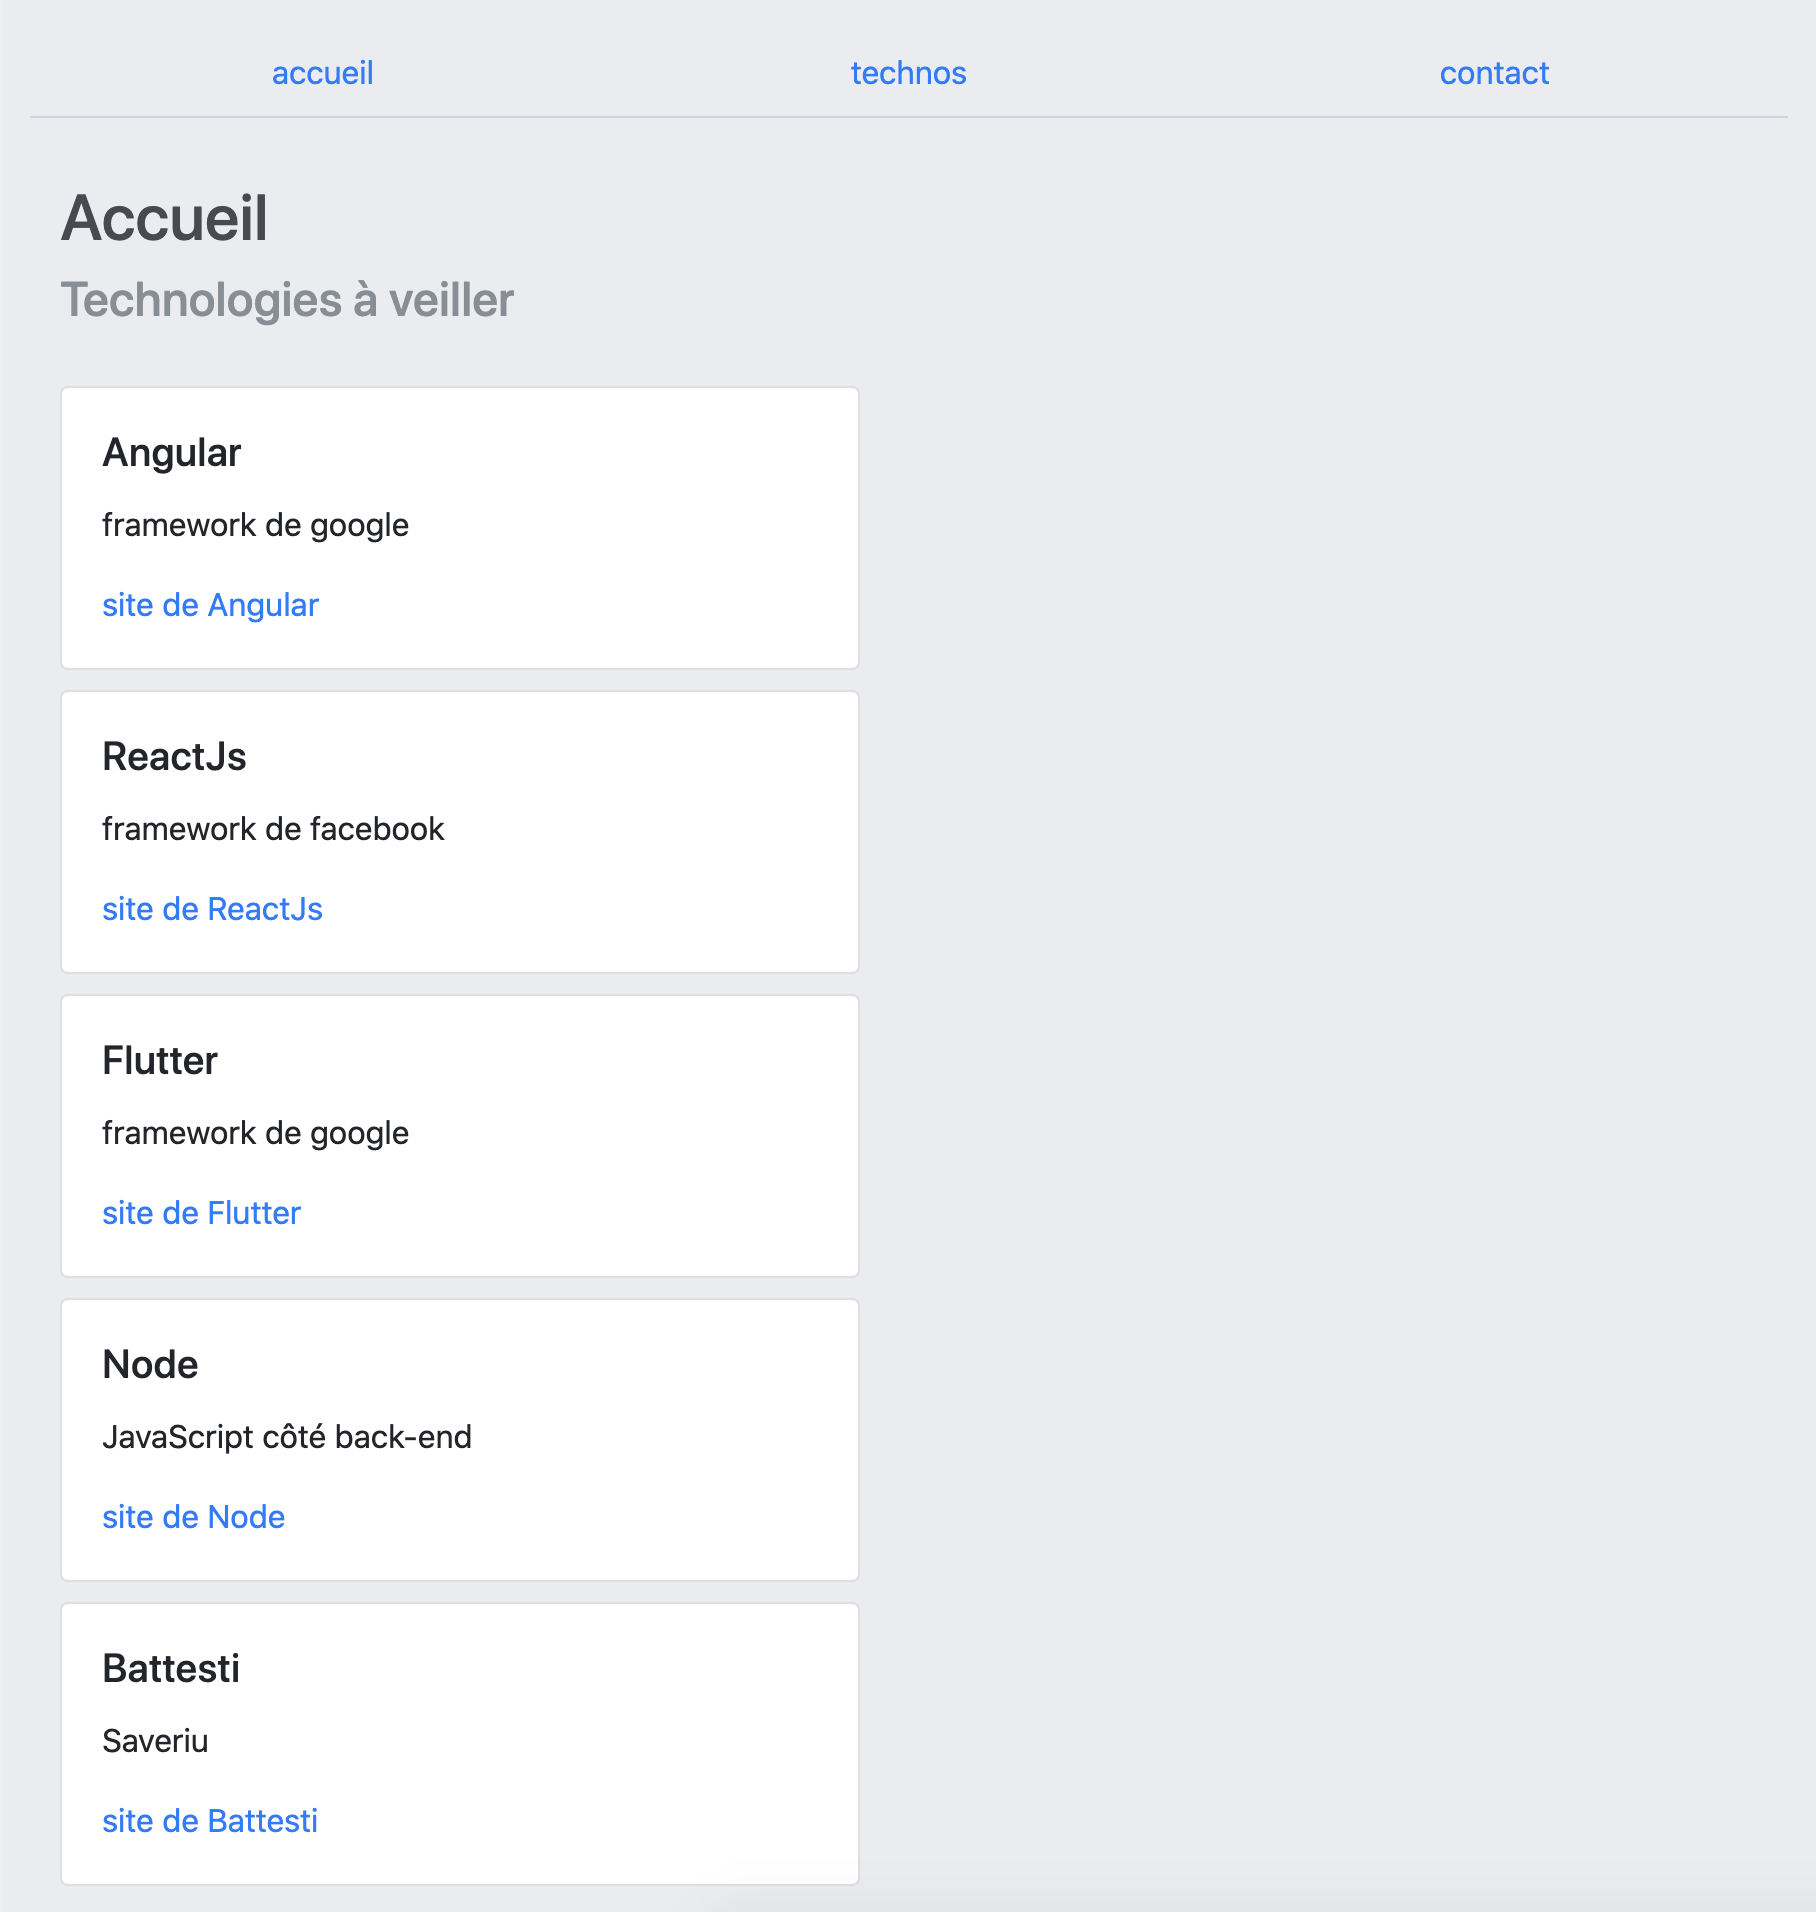 accueil technos contact
Accueil
Technologies à veiller
Angular
framework de google
site de Angular
ReactJs
framework de facebook
site de ReactJs
Flutter
framework de google
site de Flutter
Node
JavaScript côté back-end
site de Node
Battesti
Saveriu
site de Battesti